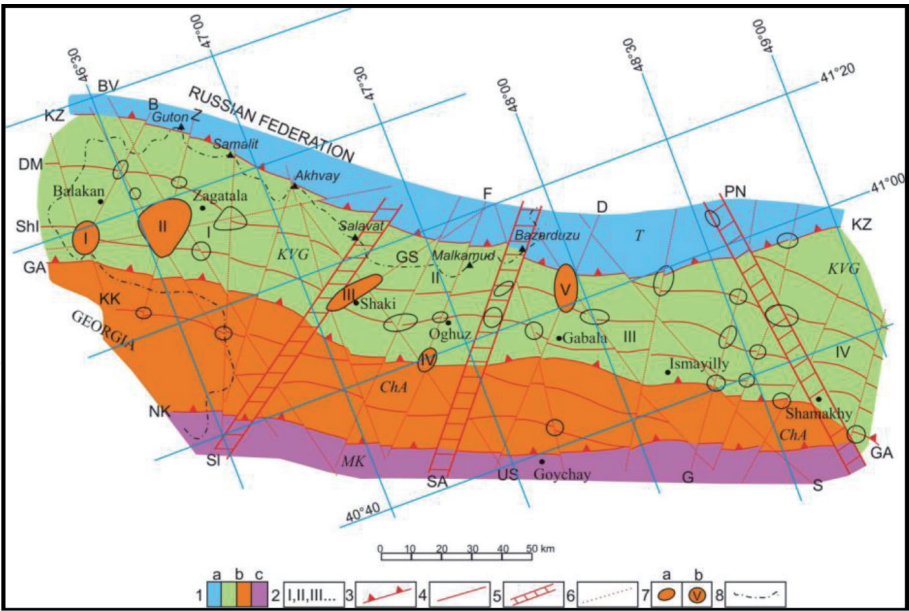 46°30
47°00
47°30
48°00
48°30
49°00
41°20
41°00
40°40
BV
KZ
B
Z
Guton
RUSSIAN FEDERATION
Samalit
DM
Balakan
Zagatala
Akhvay
F
D
PN
T
KZ
ShI
I
II
I
Salavat
GS
Malkamud
Bazarduzu
KVG
KVG
GA
II
III
V
Shaki
KK
GEORGIA
Oghuz
Gabala
III
IV
IV
Ismayilly
ChA
Shamakhy
ChA
GA
NK
SI
MK
SA
US
Goychay
G
S
0 10 20 30 40 50 km
a b c
a b
1 2 I,II,III... 3 4 5 6 7 V 8